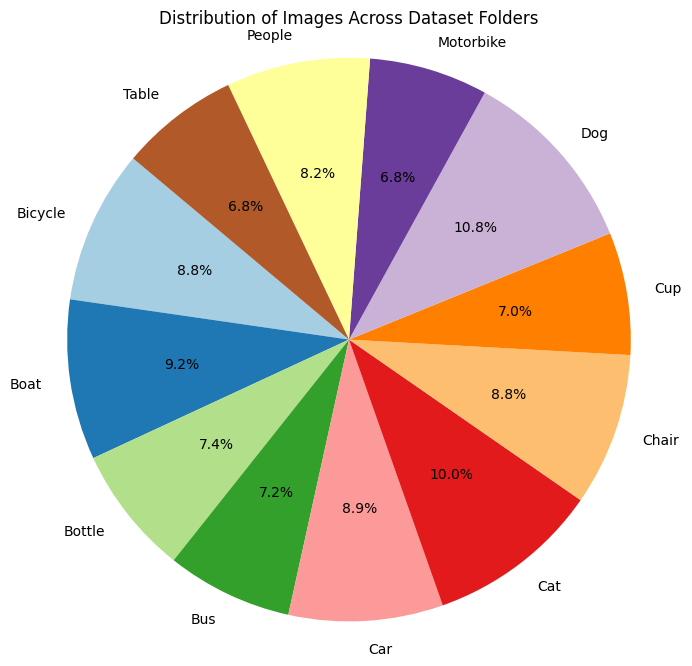 Distribution of Images Across Dataset Folders
People
Motorbike
Table
Dog
Bicycle
Cup
Boat
Chair
Bottle
Cat
Bus
Car
8.2%
6.8%
6.8%
10.8%
8.8%
7.0%
9.2%
8.8%
7.4%
10.0%
7.2%
8.9%